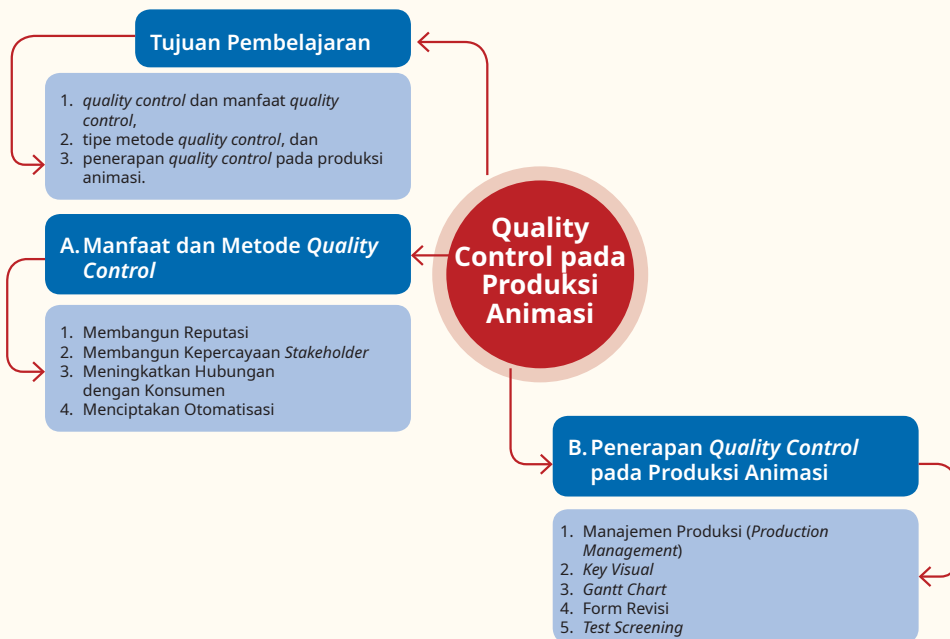 Tujuan Pembelajaran
1. quality control dan manfaat quality
control,
2. tipe metode quality control, dan
3. penerapan quality control pada produksi
animasi.
A. Manfaat dan Metode Quality
Control
1. Membangun Reputasi
2. Membangun Kepercayaan Stakeholder
3. Meningkatkan Hubungan
dengan Konsumen
4. Menciptakan Otomatisasi
Quality
Control pada
Produksi
Animasi
B. Penerapan Quality Control
pada Produksi Animasi
1. Manajemen Produksi (Production
Management)
2. Key Visual
3. Gantt Chart
4. Form Revisi
5. Test Screening